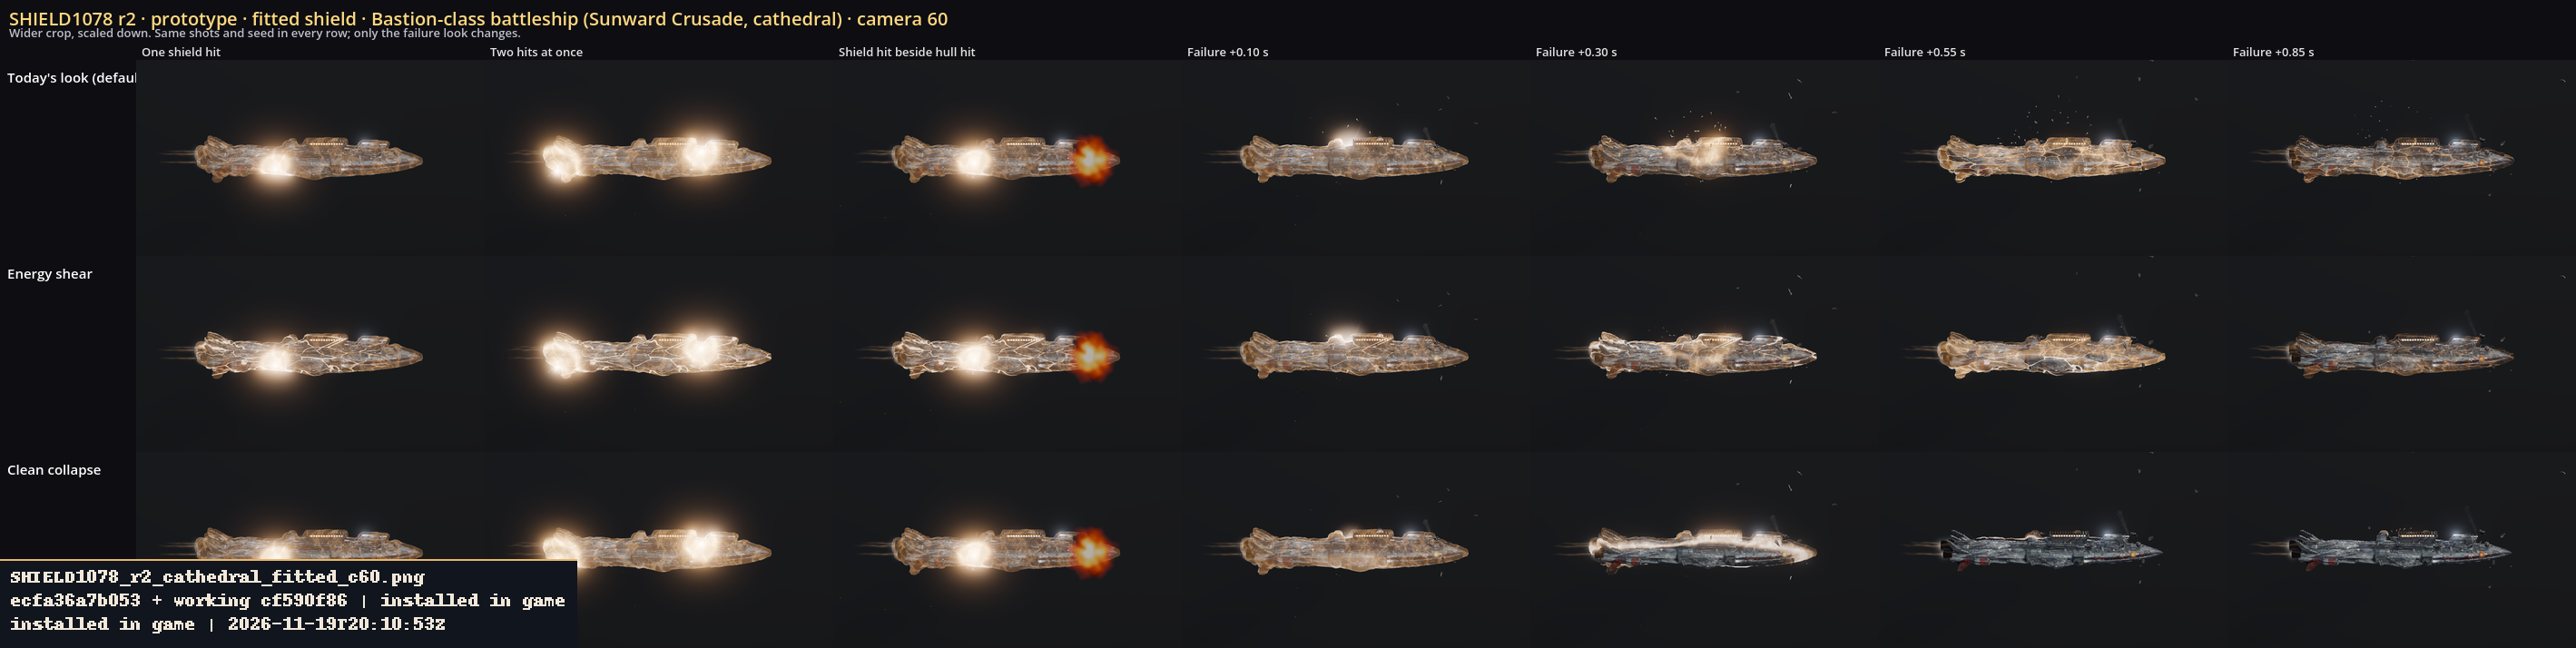 SHIELD1078 r2 · prototype · fitted shield · Bastion-class battleship (Sunward Crusade, cathedral) · camera 60
Wider crop, scaled down. Same shots and seed in every row; only the failure look changes.
One shield hit
Two hits at once
Shield hit beside hull hit
Failure +0.10 s
Failure +0.30 s
Failure +0.55 s
Failure +0.85 s
Today's look (defaul
Energy shear
Clean collapse
SHIELD1078_r2_cathedral_fitted_c60.png
ecfa36a7b053 + working cf590f86 | installed in game
installed in game | 2026-11-19T20:10:53Z